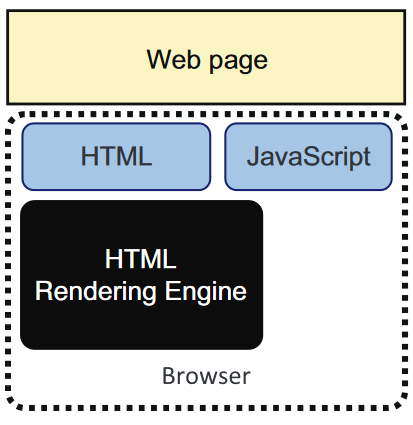 Web page
HTML
JavaScript
HTML
Rendering Engine
Browser